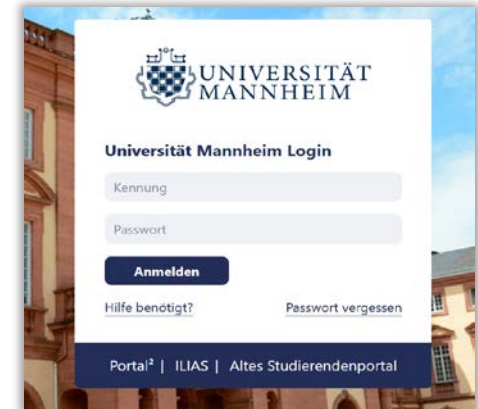 UNIVERSITÄT
MANNHEIM
Universität Mannheim Login
Kennung
Passwort
Anmelden
Hilfe benötigt? Passwort vergessen
Portal² | ILIAS | Altes Studierendenportal